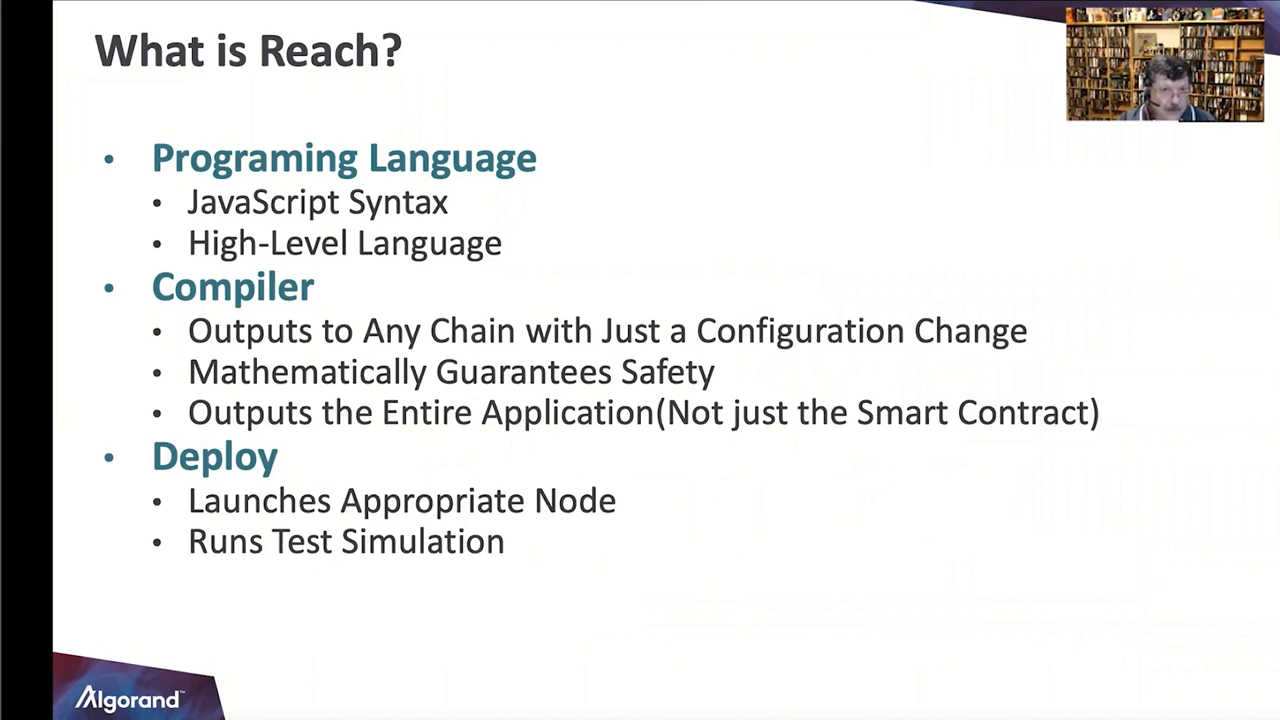 What is Reach?
• Programing Language
• JavaScript Syntax
• High-Level Language
• Compiler
• Outputs to Any Chain with Just a Configuration Change
• Mathematically Guarantees Safety
• Outputs the Entire Application(Not just the Smart Contract)
• Deploy
• Launches Appropriate Node
• Runs Test Simulation
Algorand™